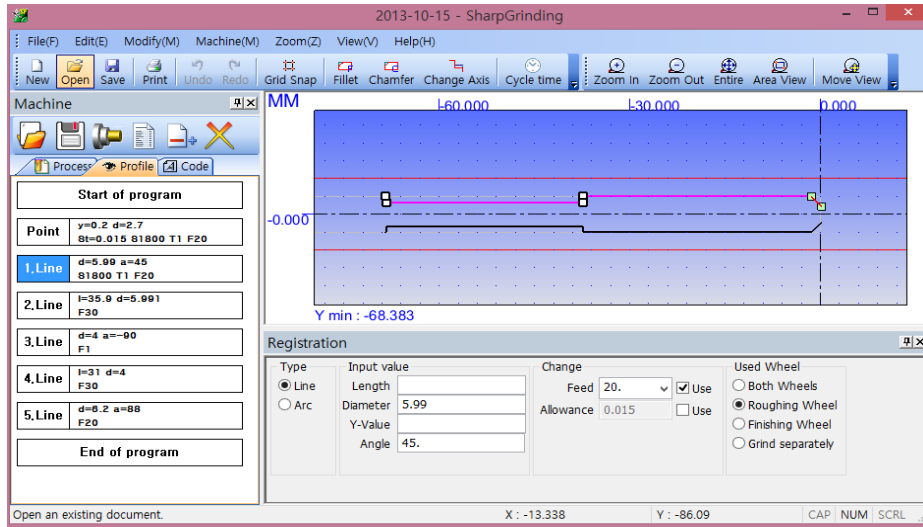 2013-10-15 - SharpGrinding
File(F) Edit(E) Modify(M) Machine(M) Zoom(Z) View(V) Help(H)
New Open Save Print Undo Redo Grid Snap Fillet Chamfer Change Axis Cycle time Zoom In Zoom Out Entire Area View Move View
Machine
Process Profile Code
Start of program
Point y=0.2 d=2.7
8t=0.015 81800 T1 F20
1.Line d=5.99 a=45
81800 T1 F20
2.Line l=35.9 d=5.991
F30
3.Line d=4 a=-90
F1
4.Line l=31 d=4
F30
5.Line d=6.2 a=88
F20
End of program
MM
-60.000 -30.000 0.000
-0.000
Y min : -68.383
Registration
Type
Line
Arc
Input value
Length
Diameter 5.99
Y-Value
Angle 45.
Change
Feed 20. Use
Allowance 0.015 Use
Used Wheel
Both Wheels
Roughing Wheel
Finishing Wheel
Grind separately
Open an existing document. X : -13.338 Y : -86.09 CAP NUM SCRL